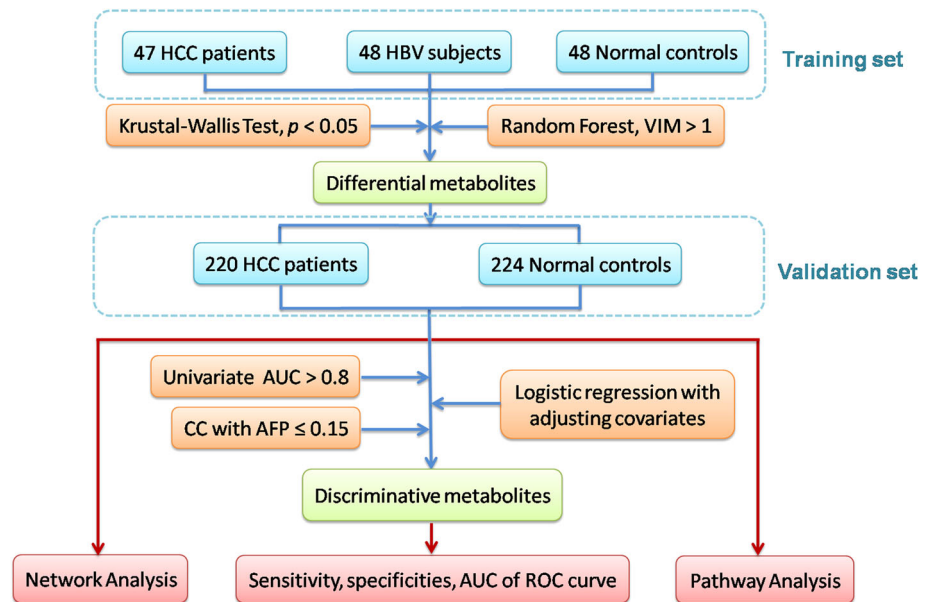 47 HCC patients
48 HBV subjects
48 Normal controls
Training set
Krustal-Wallis Test, p < 0.05
Random Forest, VIM > 1
Differential metabolites
220 HCC patients
224 Normal controls
Validation set
Univariate AUC > 0.8
Logistic regression with
adjusting covariates
CC with AFP ≤ 0.15
Discriminative metabolites
Network Analysis
Sensitivity, specificities, AUC of ROC curve
Pathway Analysis